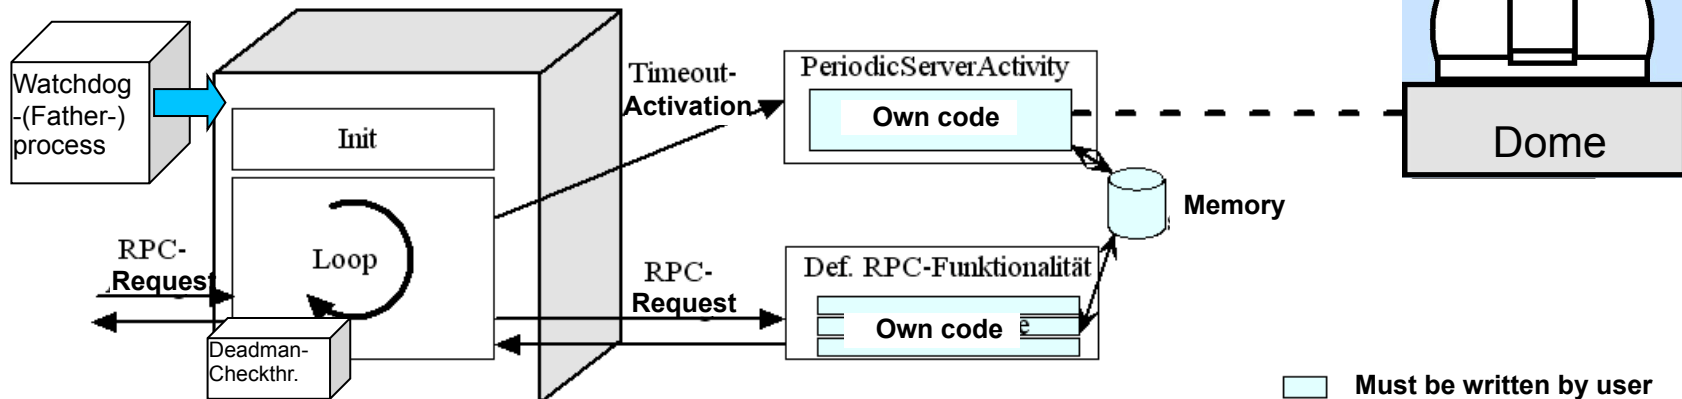 Watchdog
-(Father-)
process
Init
Loop
RPC-
Request
Deadman-
Checkthr.
Timeout-
Activation
RPC-
Request
PeriodicServerActivity
Own code
Def. RPC-Funktionalität
Own code
Memory
Dome
Must be written by user